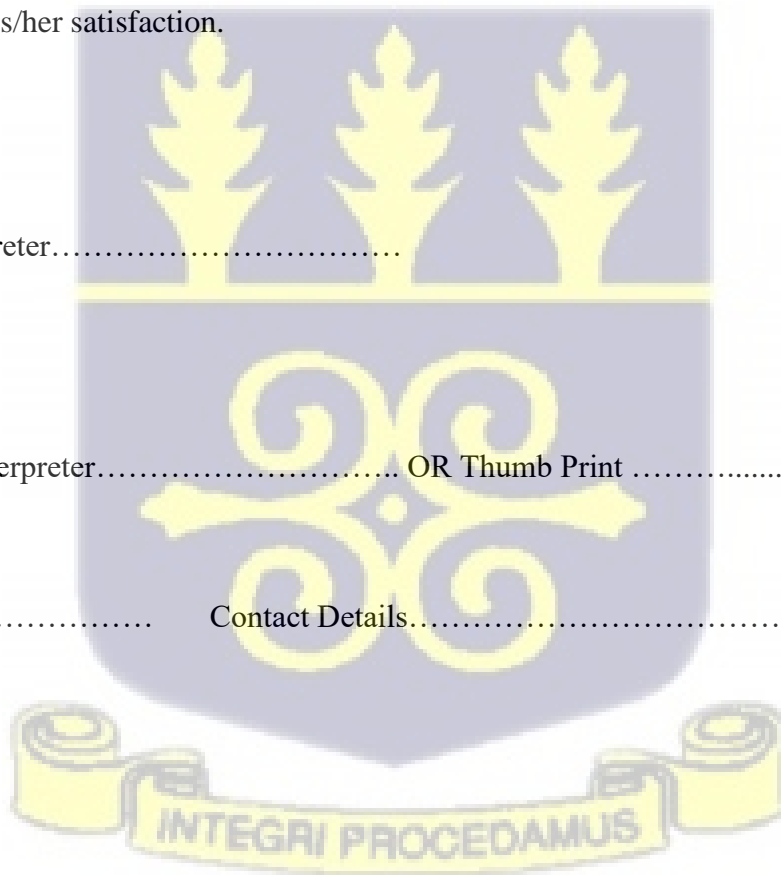 s/her satisfaction.
reter……………………………
erpreter……………………….. OR Thumb Print ………......
…………… Contact Details………………………………
INTEGRI PROCEDAMUS